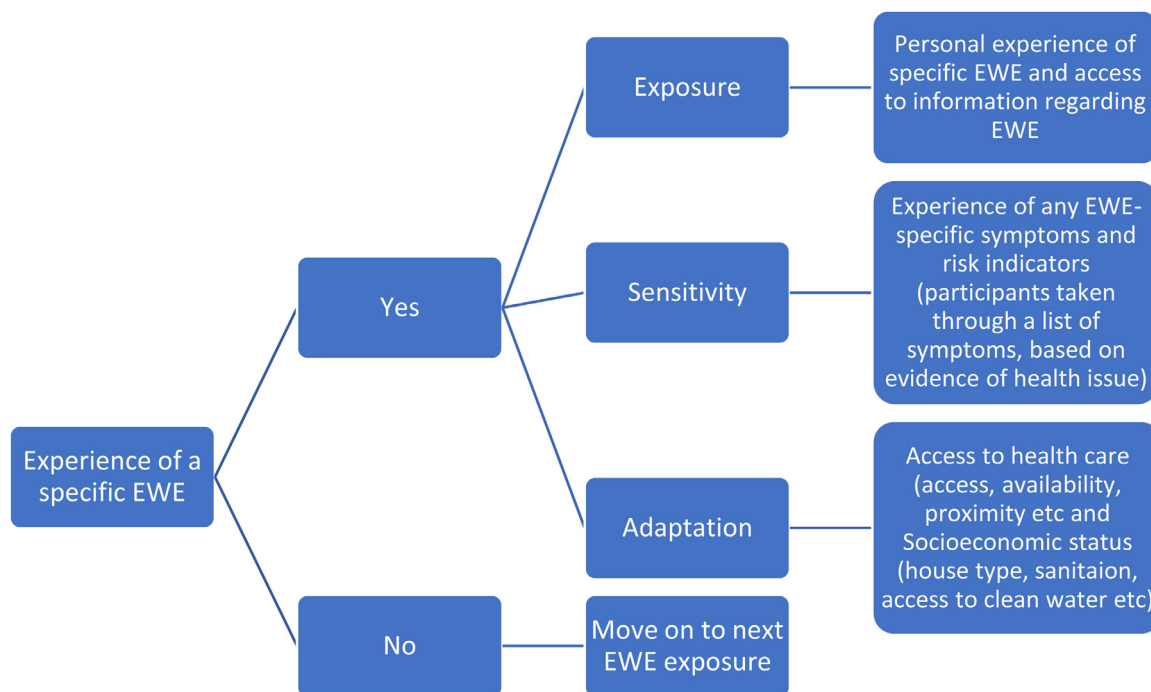 Experience of a
specific EWE
Yes
No
Exposure
Sensitivity
Adaptation
Move on to next
EWE exposure
Personal experience of
specific EWE and access
to information regarding
EWE
Experience of any EWE-
specific symptoms and
risk indicators
(participants taken
through a list of
symptoms, based on
evidence of health issue)
Access to health care
(access, availability,
proximity etc and
Socioeconomic status
(house type, sanitaion,
access to clean water etc)